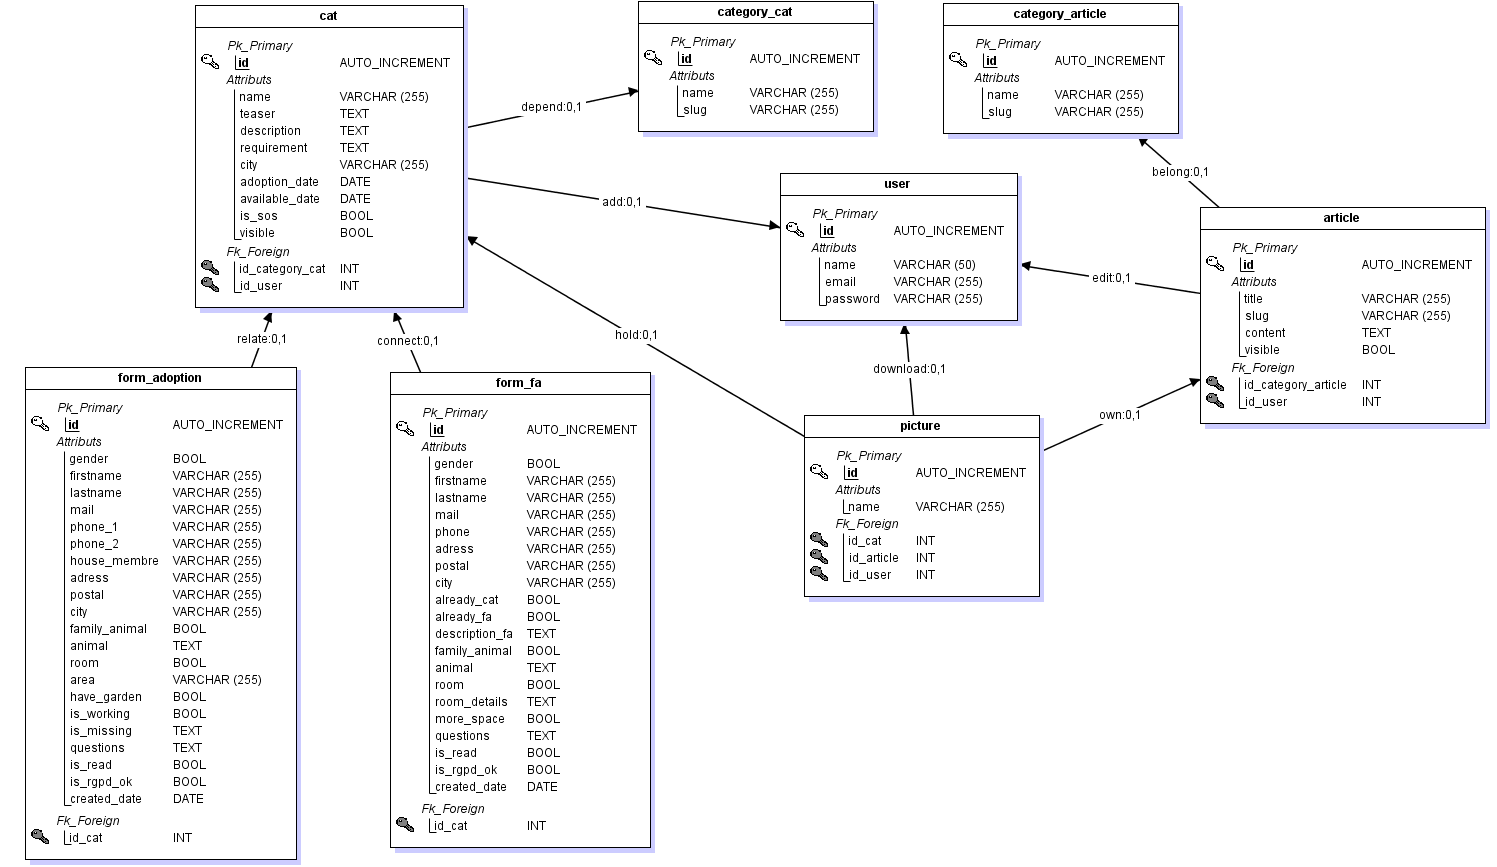 cat
Pk_Primary
id AUTO_INCREMENT
Attributs
name VARCHAR (255)
teaser TEXT
description TEXT
requirement TEXT
city VARCHAR (255)
adoption_date DATE
available_date DATE
is_sos BOOL
visible BOOL
Fk_Foreign
id_category_cat INT
id_user INT
category_cat
Pk_Primary
id AUTO_INCREMENT
Attributs
name VARCHAR (255)
slug VARCHAR (255)
category_article
Pk_Primary
id AUTO_INCREMENT
Attributs
name VARCHAR (255)
slug VARCHAR (255)
depend:0,1
add:0,1
belong:0,1
user
Pk_Primary
id AUTO_INCREMENT
Attributs
name VARCHAR (50)
email VARCHAR (255)
password VARCHAR (255)
article
Pk_Primary
id AUTO_INCREMENT
Attributs
title VARCHAR (255)
slug VARCHAR (255)
content TEXT
visible BOOL
Fk_Foreign
id_category_article INT
id_user INT
edit:0,1
relate:0,1
connect:0,1
hold:0,1
download:0,1
own:0,1
form_adoption
Pk_Primary
id AUTO_INCREMENT
Attributs
gender BOOL
firstname VARCHAR (255)
lastname VARCHAR (255)
mail VARCHAR (255)
phone_1 VARCHAR (255)
phone_2 VARCHAR (255)
house_membre VARCHAR (255)
adress VARCHAR (255)
postal VARCHAR (255)
city VARCHAR (255)
family_animal BOOL
animal TEXT
room BOOL
area VARCHAR (255)
have_garden BOOL
is_working BOOL
is_missing TEXT
questions TEXT
is_read BOOL
is_rgpd_ok BOOL
created_date DATE
Fk_Foreign
id_cat INT
form_fa
Pk_Primary
id AUTO_INCREMENT
Attributs
gender BOOL
firstname VARCHAR (255)
lastname VARCHAR (255)
mail VARCHAR (255)
phone VARCHAR (255)
adress VARCHAR (255)
postal VARCHAR (255)
city VARCHAR (255)
already_cat BOOL
already_fa BOOL
description_fa TEXT
family_animal BOOL
animal TEXT
room BOOL
room_details TEXT
more_space BOOL
questions TEXT
is_read BOOL
is_rgpd_ok BOOL
created_date DATE
Fk_Foreign
id_cat INT
picture
Pk_Primary
id AUTO_INCREMENT
Attributs
name VARCHAR (255)
Fk_Foreign
id_cat INT
id_article INT
id_user INT